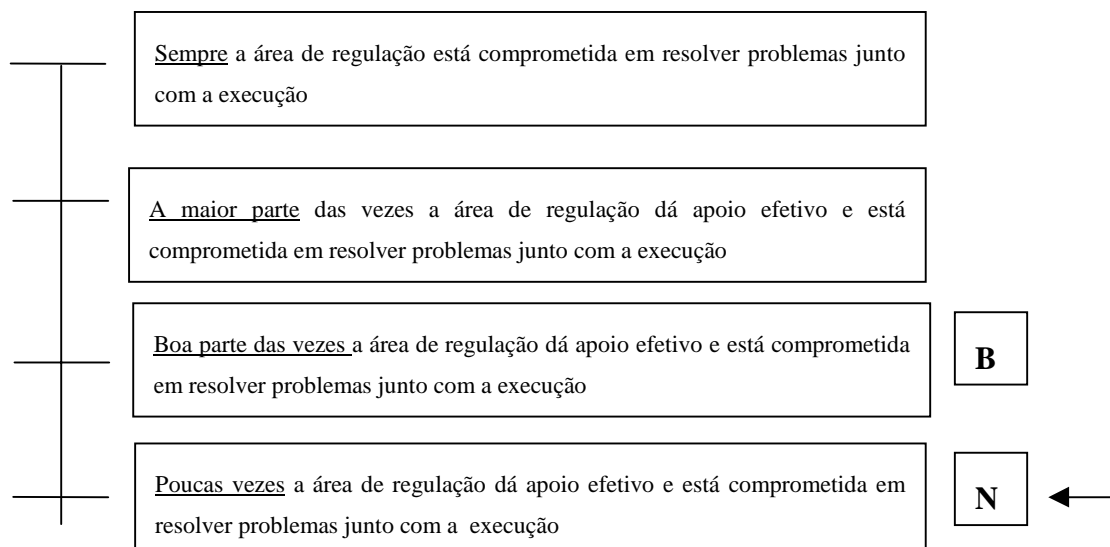 Sempre a área de regulação está comprometida em resolver problemas junto
com a execução
A maior parte das vezes a área de regulação dá apoio efetivo e está
comprometida em resolver problemas junto com a execução
Boa parte das vezes a área de regulação dá apoio efetivo e está comprometida
em resolver problemas junto com a execução
B
Poucas vezes a área de regulação dá apoio efetivo e está comprometida em
resolver problemas junto com a execução
N